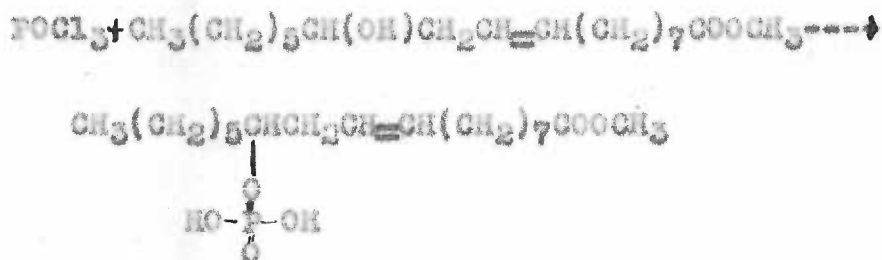 POCl₃+CH₃(CH₂)₅CH(OH)CH₂CH=CH(CH₂)₇COOCH₃---→
CH₃(CH₂)₅CHCH₂CH=CH(CH₂)₇COOCH₃
O
HO-P-OH
O